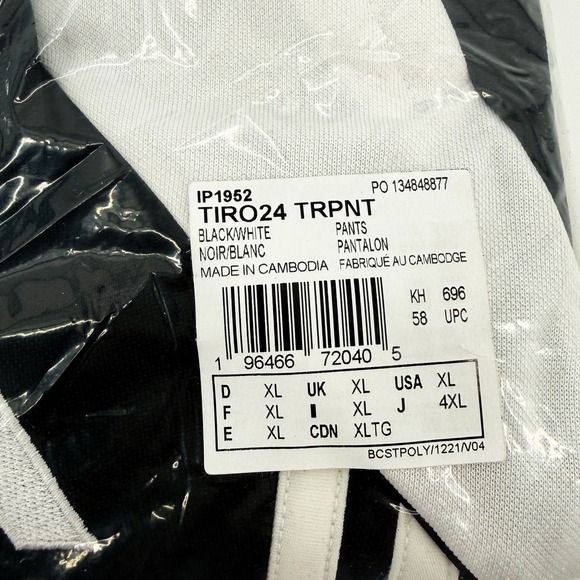 IP1952 PO 134848877
TIRO24 TRPNT
BLACK/WHITE PANTS
NOIR/BLANC PANTALON
MADE IN CAMBODIA FABRIQUÉ AU CAMBODGE
KH 696
58 UPC
1 96466 72040 5
D XL UK XL USA XL
F XL I XL J 4XL
E XL CDN XLTG
BCSTPOLY/1221/V04